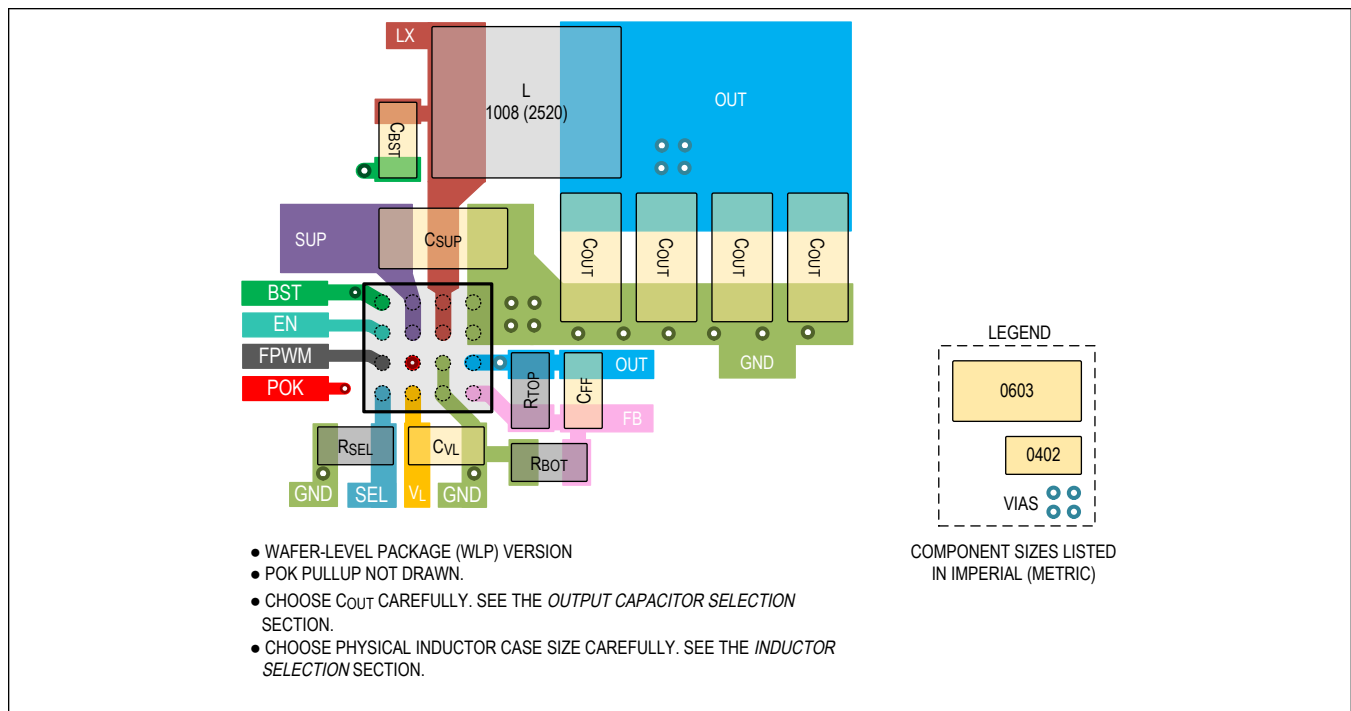 LX
L
1008 (2520)
OUT
CBST
SUP
CSUP
COUT
COUT
COUT
COUT
BST
EN
FPWM
POK
OUT
GND
RTOP
CFF
FB
RSEL
CVL
RBOT
GND
SEL
VL
GND
LEGEND
0603
0402
VIAS
COMPONENT SIZES LISTED
IN IMPERIAL (METRIC)
● WAFER-LEVEL PACKAGE (WLP) VERSION
● POK PULLUP NOT DRAWN.
● CHOOSE COUT CAREFULLY. SEE THE OUTPUT CAPACITOR SELECTION
SECTION.
● CHOOSE PHYSICAL INDUCTOR CASE SIZE CAREFULLY. SEE THE INDUCTOR
SELECTION SECTION.